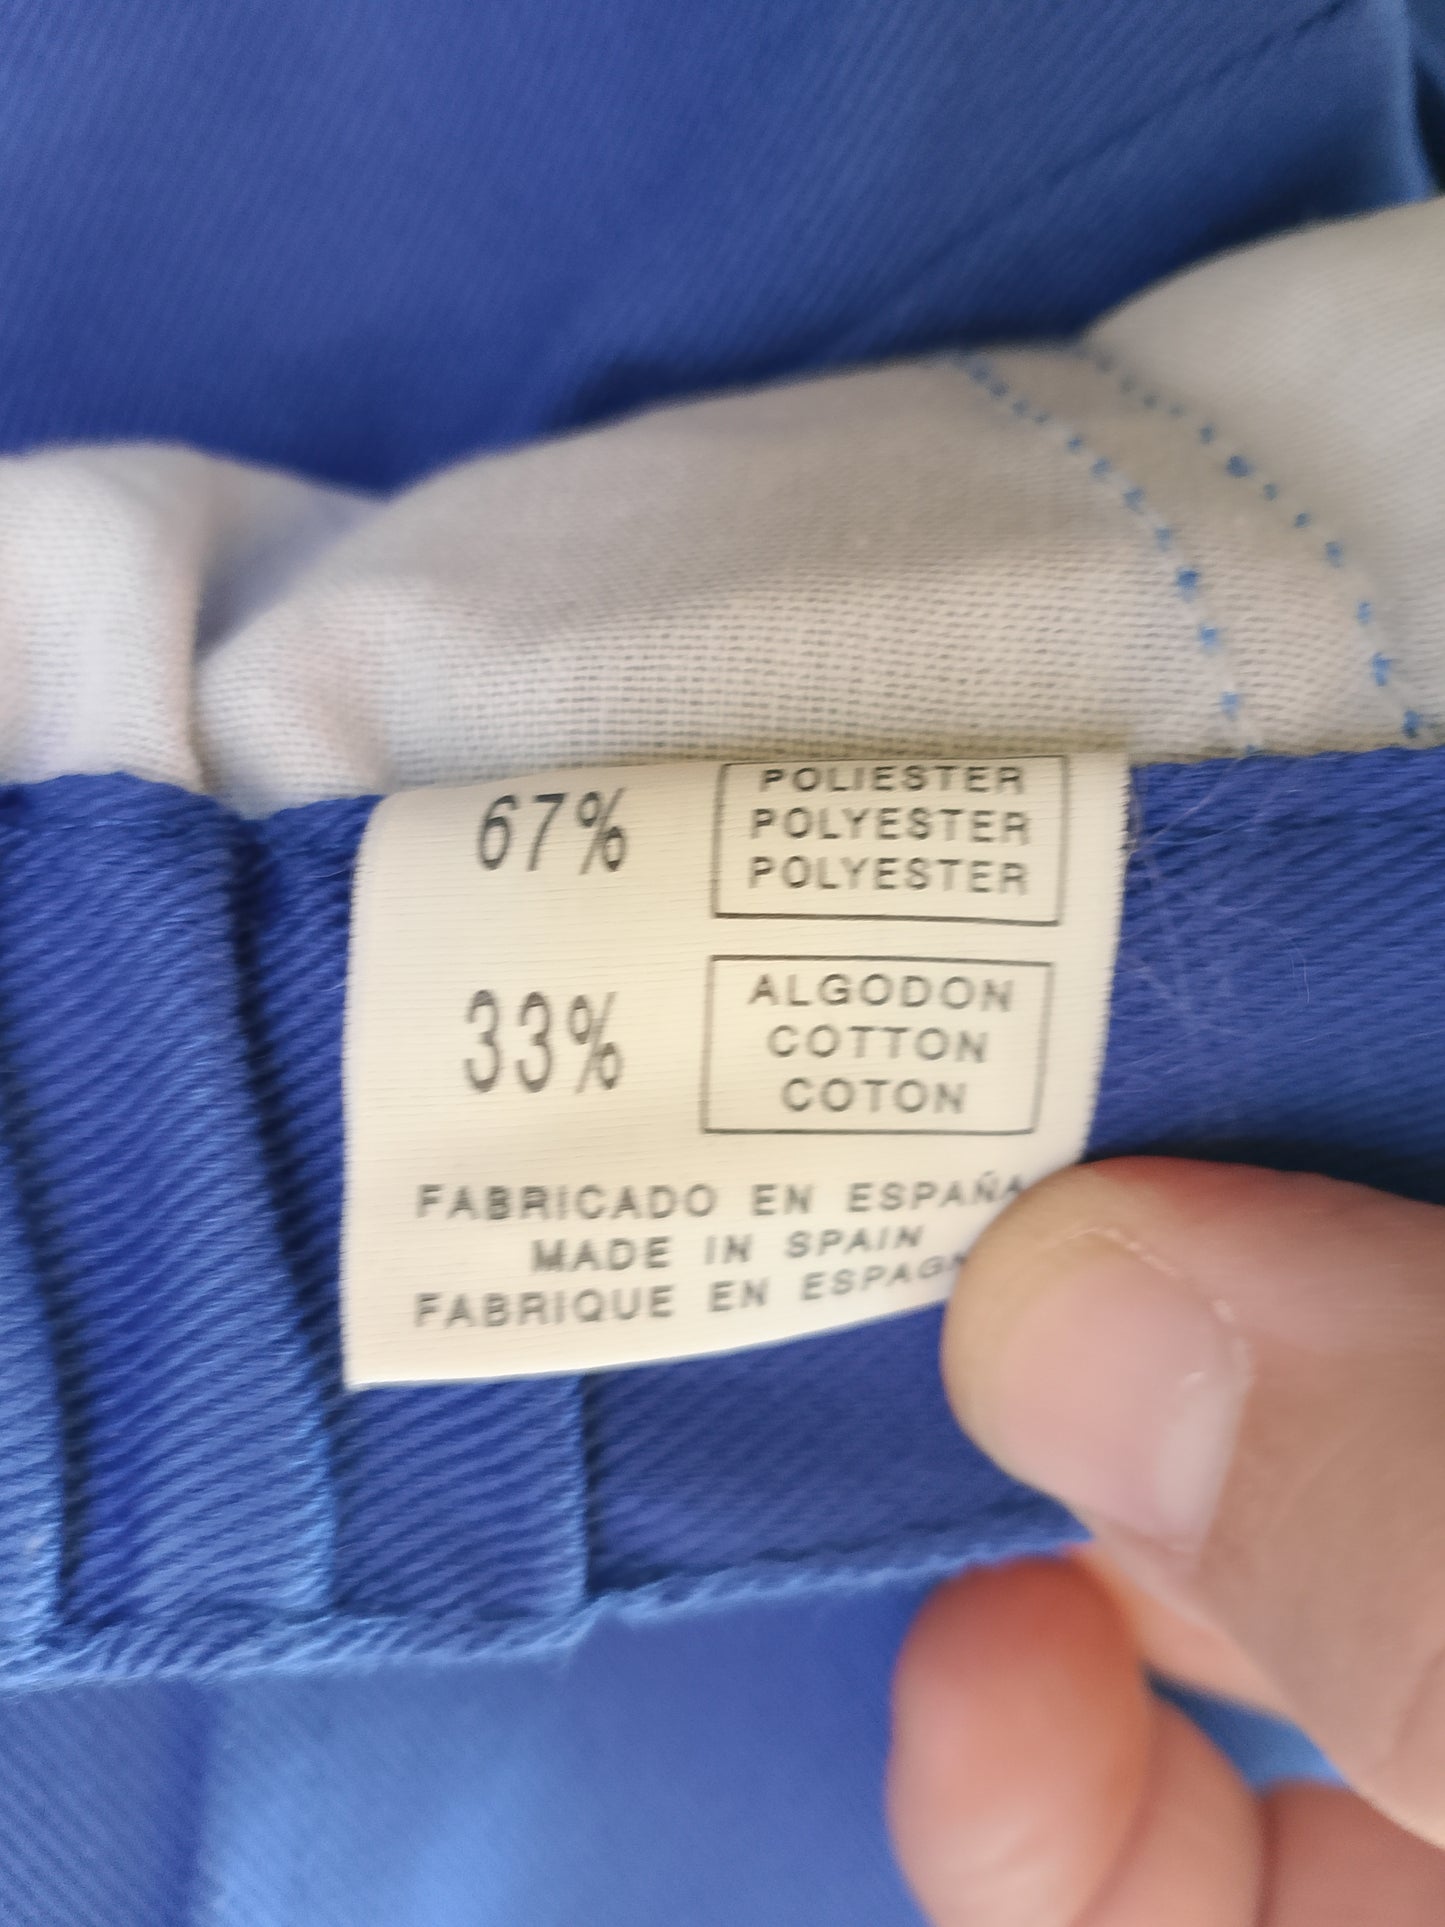 67%
POLIESTER
POLYESTER
POLYESTER
33%
ALGODON
COTTON
COTON
FABRICADO EN ESPAÑA
MADE IN SPAIN
FABRIQUE EN